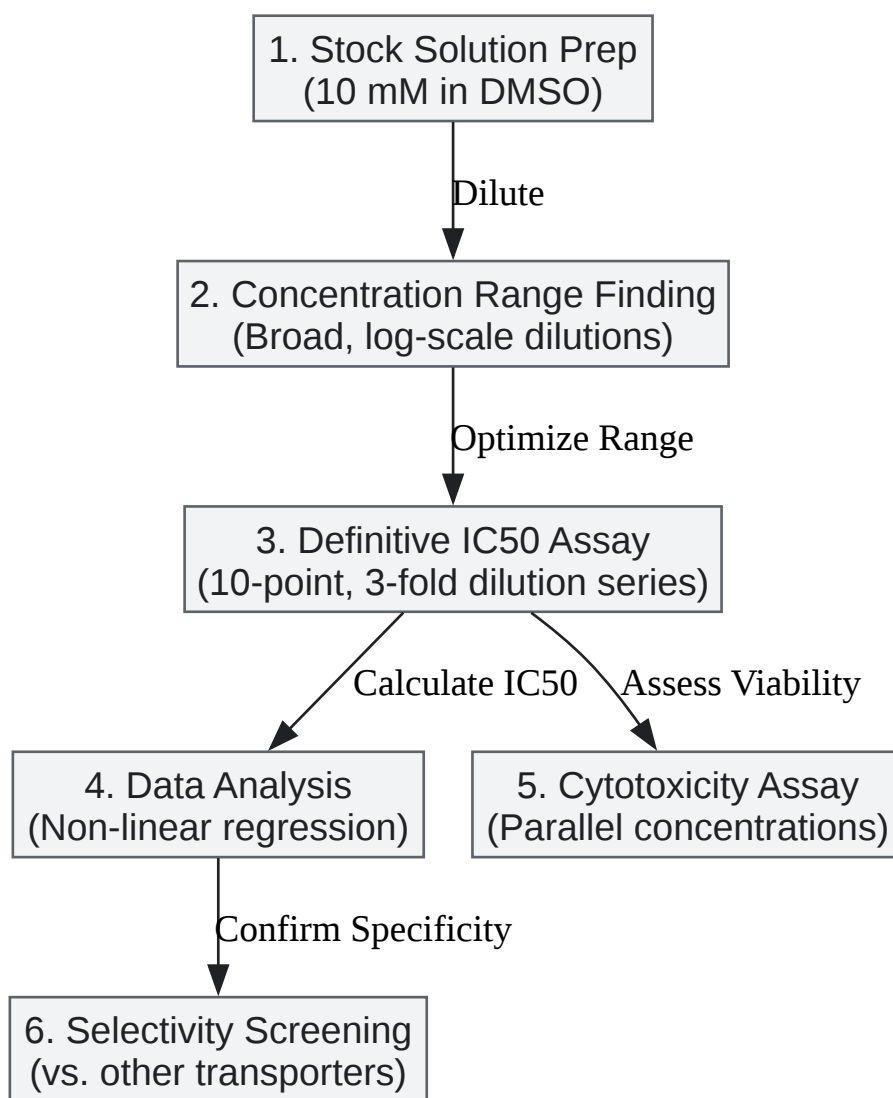 1. Stock Solution Prep
(10 mM in DMSO)
Dilute
2. Concentration Range Finding
(Broad, log-scale dilutions)
Optimize Range
3. Definitive IC50 Assay
(10-point, 3-fold dilution series)
Calculate IC50
Assess Viability
4. Data Analysis
(Non-linear regression)
5. Cytotoxicity Assay
(Parallel concentrations)
Confirm Specificity
6. Selectivity Screening
(vs. other transporters)